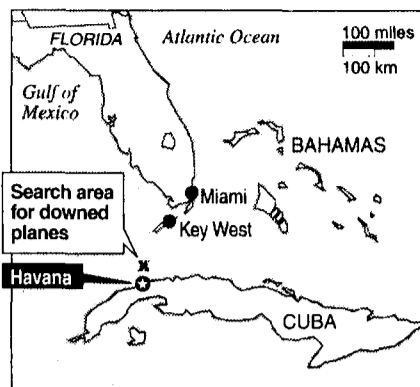 FLORIDA
Atlantic Ocean
100 miles
100 km
Gulf of
Mexico
BAHAMAS
Miami
Search area
for downed
planes
Key West
Havana
CUBA